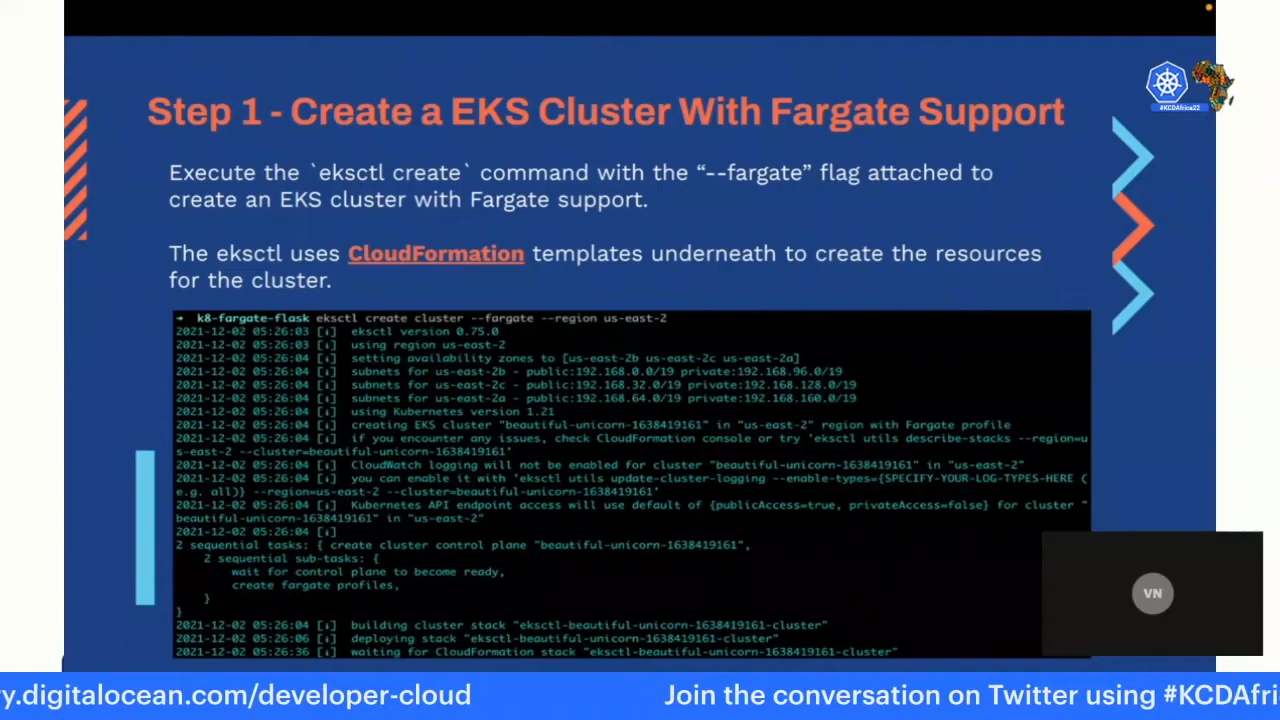 #KCDAfrica22
Step 1 - Create a EKS Cluster With Fargate Support
Execute the `eksctl create` command with the “--fargate” flag attached to
create an EKS cluster with Fargate support.
The eksctl uses CloudFormation templates underneath to create the resources
for the cluster.
→ k8-fargate-flask eksctl create cluster --fargate --region us-east-2
2021-12-02 05:26:03 [ℹ] eksctl version 0.75.0
2021-12-02 05:26:03 [ℹ] using region us-east-2
2021-12-02 05:26:04 [ℹ] setting availability zones to [us-east-2b us-east-2c us-east-2a]
2021-12-02 05:26:04 [ℹ] subnets for us-east-2b - public:192.168.0.0/19 private:192.168.96.0/19
2021-12-02 05:26:04 [ℹ] subnets for us-east-2c - public:192.168.32.0/19 private:192.168.128.0/19
2021-12-02 05:26:04 [ℹ] subnets for us-east-2a - public:192.168.64.0/19 private:192.168.160.0/19
2021-12-02 05:26:04 [ℹ] using Kubernetes version 1.21
2021-12-02 05:26:04 [ℹ] creating EKS cluster "beautiful-unicorn-1638419161" in "us-east-2" region with Fargate profile
2021-12-02 05:26:04 [ℹ] if you encounter any issues, check CloudFormation console or try 'eksctl utils describe-stacks --region=u
s-east-2 --cluster=beautiful-unicorn-1638419161'
2021-12-02 05:26:04 [ℹ] CloudWatch logging will not be enabled for cluster "beautiful-unicorn-1638419161" in "us-east-2"
2021-12-02 05:26:04 [ℹ] you can enable it with 'eksctl utils update-cluster-logging --enable-types={SPECIFY-YOUR-LOG-TYPES-HERE (
e.g. all)} --region=us-east-2 --cluster=beautiful-unicorn-1638419161'
2021-12-02 05:26:04 [ℹ] Kubernetes API endpoint access will use default of {publicAccess=true, privateAccess=false} for cluster "
beautiful-unicorn-1638419161" in "us-east-2"
2021-12-02 05:26:04 [ℹ]
2 sequential tasks: { create cluster control plane "beautiful-unicorn-1638419161",
2 sequential sub-tasks: {
wait for control plane to become ready,
create fargate profiles,
}
}
2021-12-02 05:26:04 [ℹ] building cluster stack "eksctl-beautiful-unicorn-1638419161-cluster"
2021-12-02 05:26:06 [ℹ] deploying stack "eksctl-beautiful-unicorn-1638419161-cluster"
2021-12-02 05:26:36 [ℹ] waiting for CloudFormation stack "eksctl-beautiful-unicorn-1638419161-cluster"
VN
ry.digitalocean.com/developer-cloud Join the conversation on Twitter using #KCDAfri